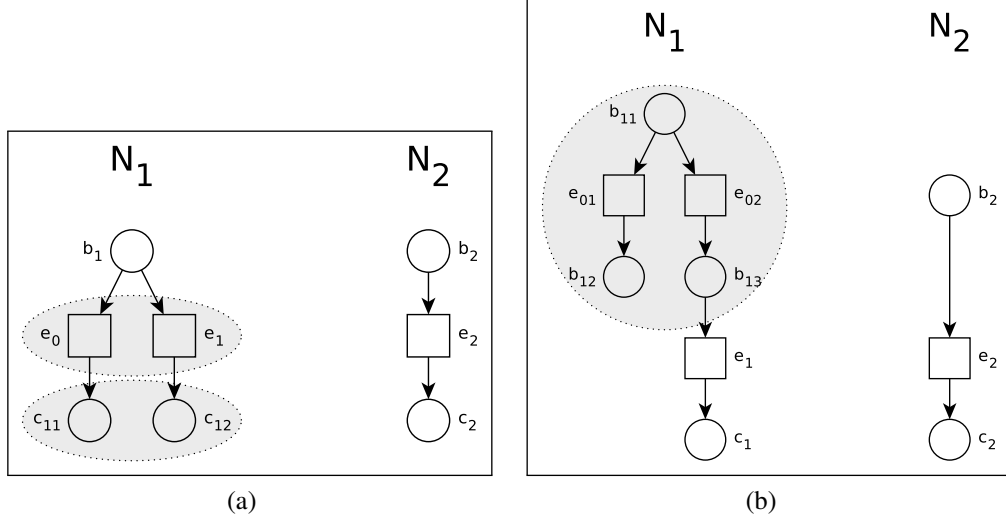 N₁ N₂
b₁ b₂
e₀ e₁ e₂
c₁₁ c₁₂ c₂
(a)
N₁ N₂
b₁₁
e₀₁ e₀₂ b₂
b₁₂ b₁₃
e₁ e₂
c₁ c₂
(b)